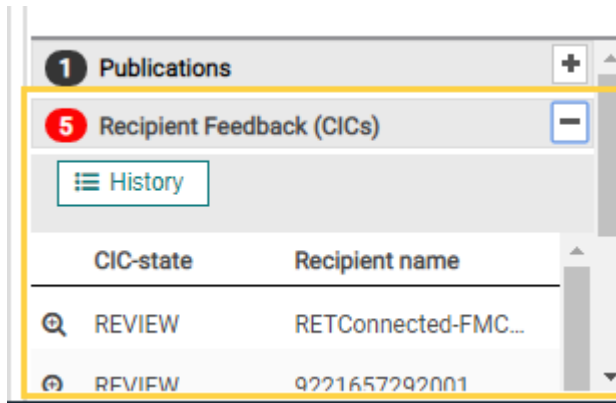 1 Publications
5 Recipient Feedback (CICs)
History
CIC-state Recipient name
REVIEW RETConnected-FMC...
REVIEW 9221657292001